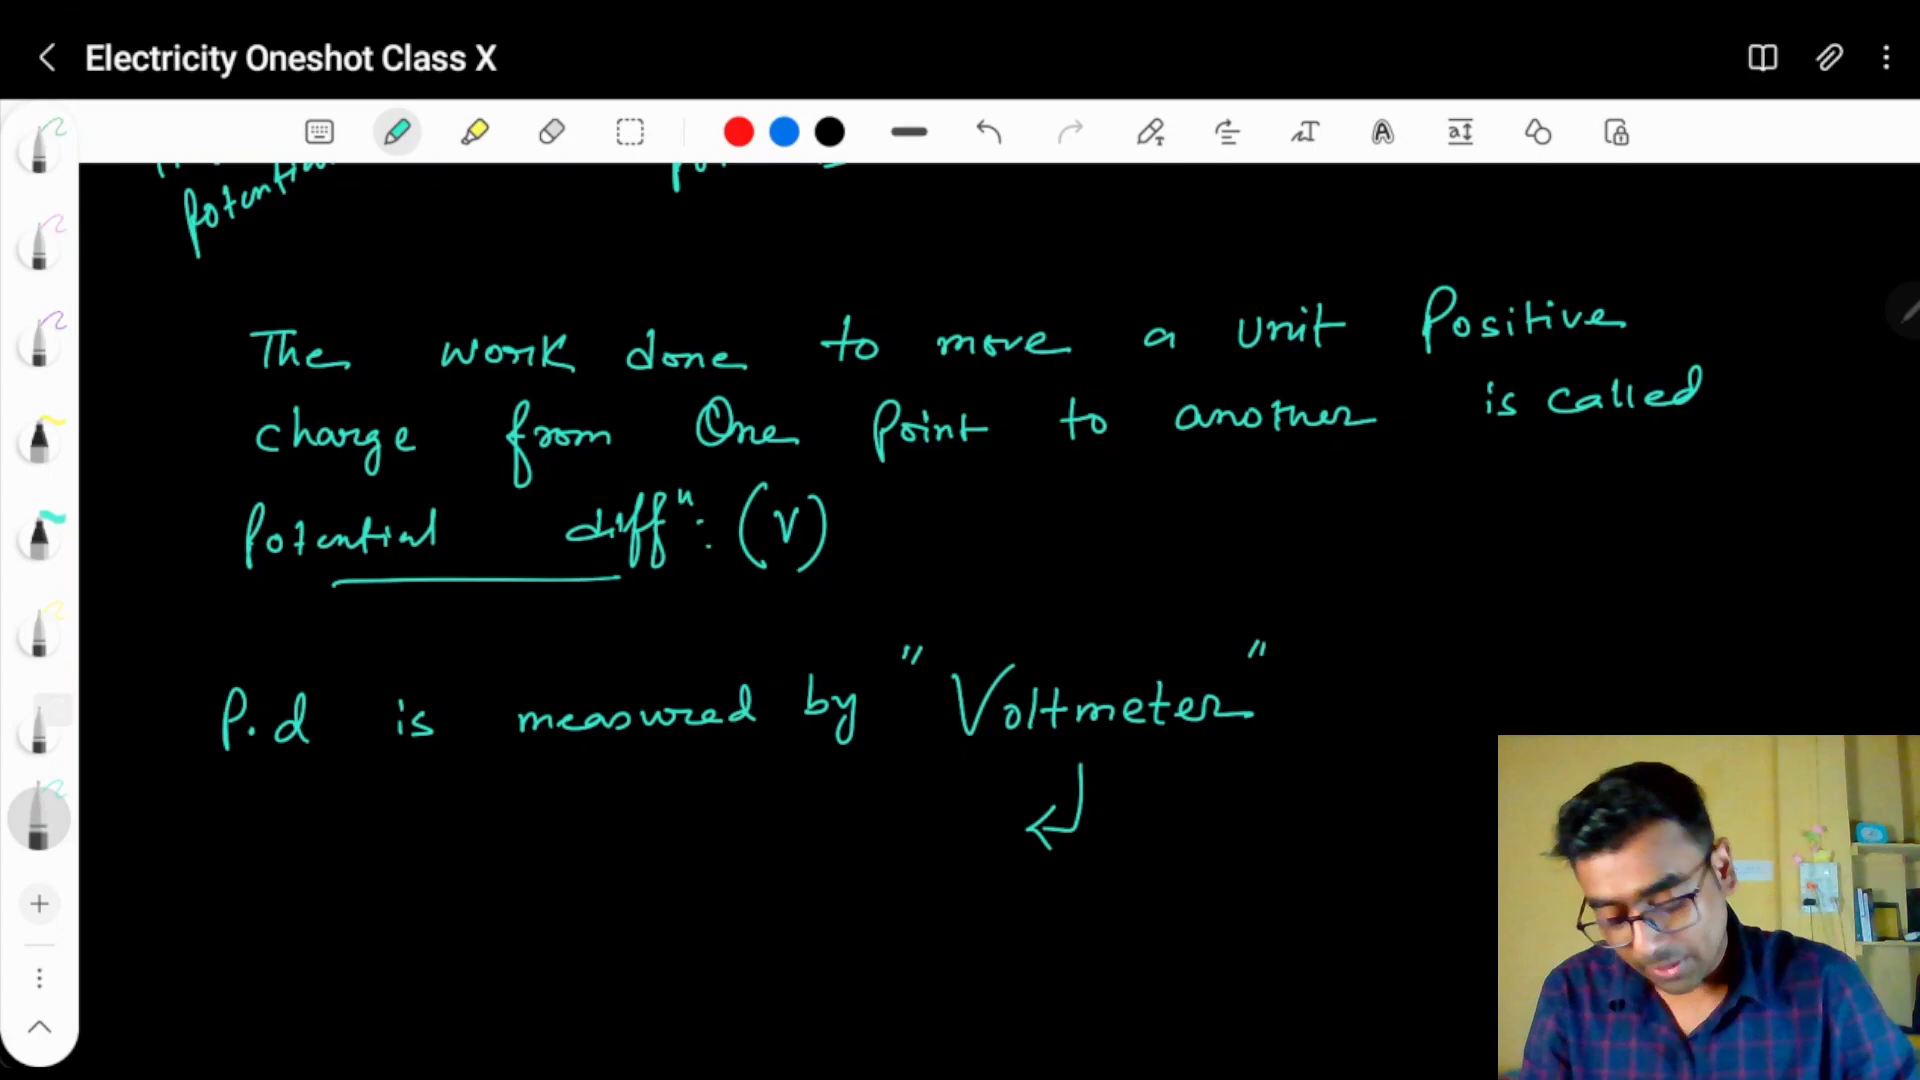 Electricity Oneshot Class X
potential
The work done to move a unit Positive
charge from One Point to another is called
Potential diffⁿ: (V)
P.d is measured by "Voltmeter"